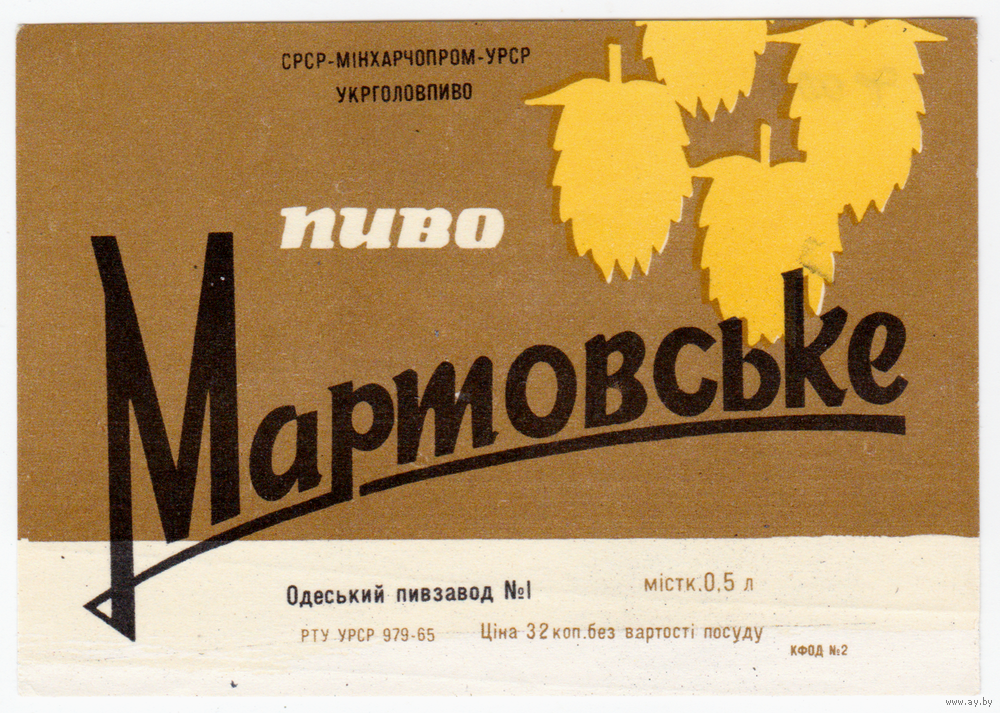 СРСР-МІНХАРЧОПРОМ-УРСР
УКРГОЛОВПИВО
пиво
Мартовське
Одеський пивзавод №1
містк.0,5 л
РТУ УРСР 979-65
Ціна 32 коп.без вартості посуду
КФОД №2
www.ay.by